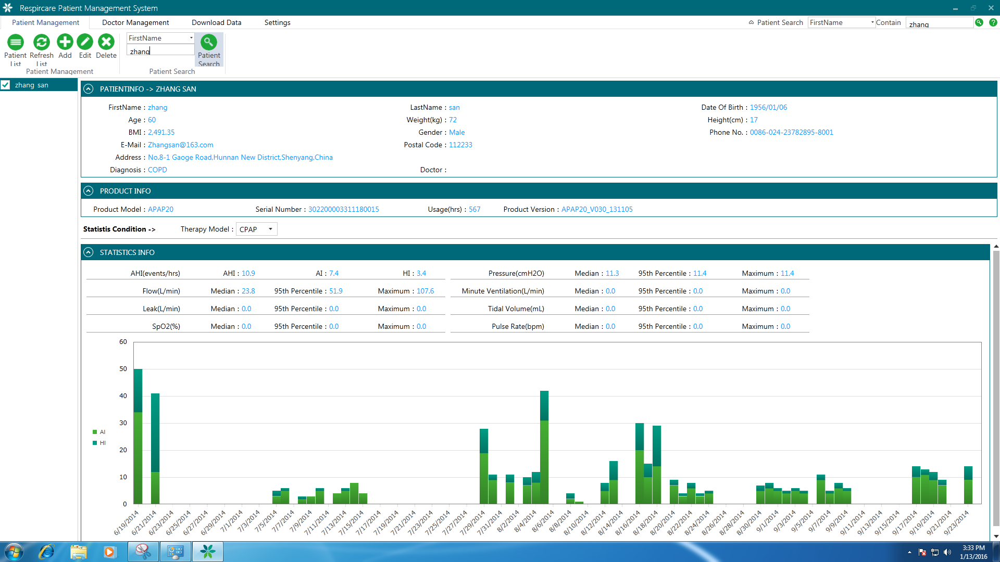 Respircare Patient Management System
Patient Management Doctor Management Download Data Settings
Patient Search FirstName Contain zhang
Patient List Refresh List Add Edit Delete
FirstName
zhang
Patient Search
Patient Management Patient Search
zhang san
PATIENTINFO -> ZHANG SAN
FirstName : zhang LastName : san Date Of Birth : 1956/01/06
Age : 60 Weight(kg) : 72 Height(cm) : 17
BMI : 2,491.35 Gender : Male Phone No. : 0086-024-23782895-8001
E-Mail : Zhangsan@163.com Postal Code : 112233
Address : No.8-1 Gaoge Road,Hunnan New District,Shenyang,China
Diagnosis : COPD Doctor :
PRODUCT INFO
Product Model : APAP20 Serial Number : 302200003311180015 Usage(hrs) : 567 Product Version : APAP20_V030_131105
Statistis Condition -> Therapy Model : CPAP
STATISTICS INFO
AHI(events/hrs) AHI : 10.9 AI : 7.4 HI : 3.4 Pressure(cmH2O) Median : 11.3 95th Percentile : 11.4 Maximum : 11.4
Flow(L/min) Median : 23.8 95th Percentile : 51.9 Maximum : 107.6 Minute Ventilation(L/min) Median : 0.0 95th Percentile : 0.0 Maximum : 0.0
Leak(L/min) Median : 0.0 95th Percentile : 0.0 Maximum : 0.0 Tidal Volume(mL) Median : 0.0 95th Percentile : 0.0 Maximum : 0.0
SpO2(%) Median : 0.0 95th Percentile : 0.0 Maximum : 0.0 Pulse Rate(bpm) Median : 0.0 95th Percentile : 0.0 Maximum : 0.0
60
50
40
30
20
10
0
AI
HI
6/19/2014 6/21/2014 6/23/2014 6/25/2014 6/27/2014 6/29/2014 7/1/2014 7/3/2014 7/5/2014 7/7/2014 7/9/2014 7/11/2014 7/13/2014 7/15/2014 7/17/2014 7/19/2014 7/21/2014 7/23/2014 7/25/2014 7/27/2014 7/29/2014 7/31/2014 8/2/2014 8/4/2014 8/6/2014 8/8/2014 8/10/2014 8/12/2014 8/14/2014 8/16/2014 8/18/2014 8/20/2014 8/22/2014 8/24/2014 8/26/2014 8/28/2014 8/30/2014 9/1/2014 9/3/2014 9/5/2014 9/7/2014 9/9/2014 9/11/2014 9/13/2014 9/15/2014 9/17/2014 9/19/2014 9/21/2014 9/23/2014
3:33 PM
1/13/2016